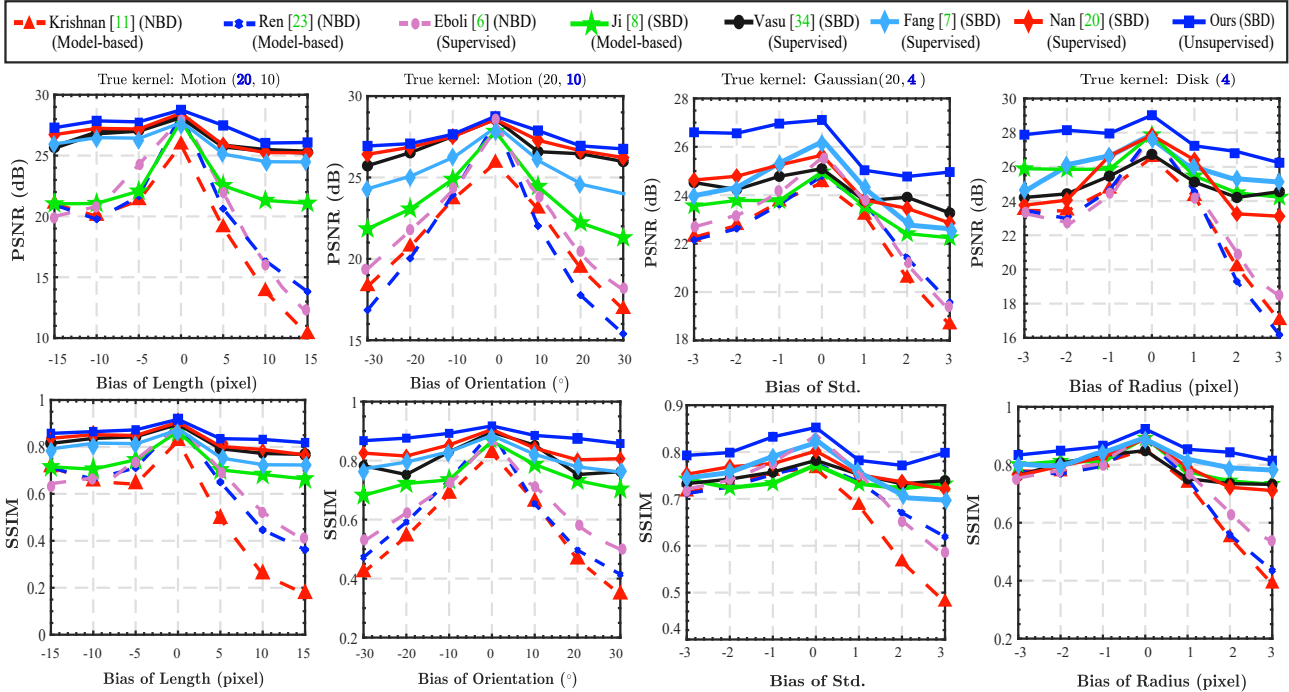 Krishnan [11] (NBD) Ren [23] (NBD) Eboli [6] (NBD) Ji [8] (SBD) Vasu [34] (SBD) Fang [7] (SBD) Nan [20] (SBD) Ours (SBD)
(Model-based) (Model-based) (Supervised) (Model-based) (Supervised) (Supervised) (Supervised) (Unsupervised)
True kernel: Motion (20, 10)
PSNR (dB)
30
25
20
15
10
-15 -10 -5 0 5 10 15
Bias of Length (pixel)
True kernel: Motion (20, 10)
PSNR (dB)
30
25
20
15
-30 -20 -10 0 10 20 30
Bias of Orientation (°)
True kernel: Gaussian(20, 4)
PSNR (dB)
28
26
24
22
20
18
-3 -2 -1 0 1 2 3
Bias of Std.
True kernel: Disk (4)
PSNR (dB)
30
28
26
24
22
20
18
16
-3 -2 -1 0 1 2 3
Bias of Radius (pixel)
SSIM
1
0.8
0.6
0.4
0.2
0
-15 -10 -5 0 5 10 15
Bias of Length (pixel)
SSIM
1
0.8
0.6
0.4
0.2
-30 -20 -10 0 10 20 30
Bias of Orientation (°)
SSIM
0.9
0.8
0.7
0.6
0.5
0.4
-3 -2 -1 0 1 2 3
Bias of Std.
SSIM
1
0.8
0.6
0.4
0.2
-3 -2 -1 0 1 2 3
Bias of Radius (pixel)